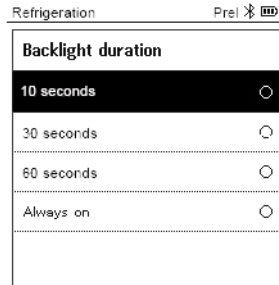 Refrigeration Prel
Backlight duration
10 seconds
30 seconds
60 seconds
Always on